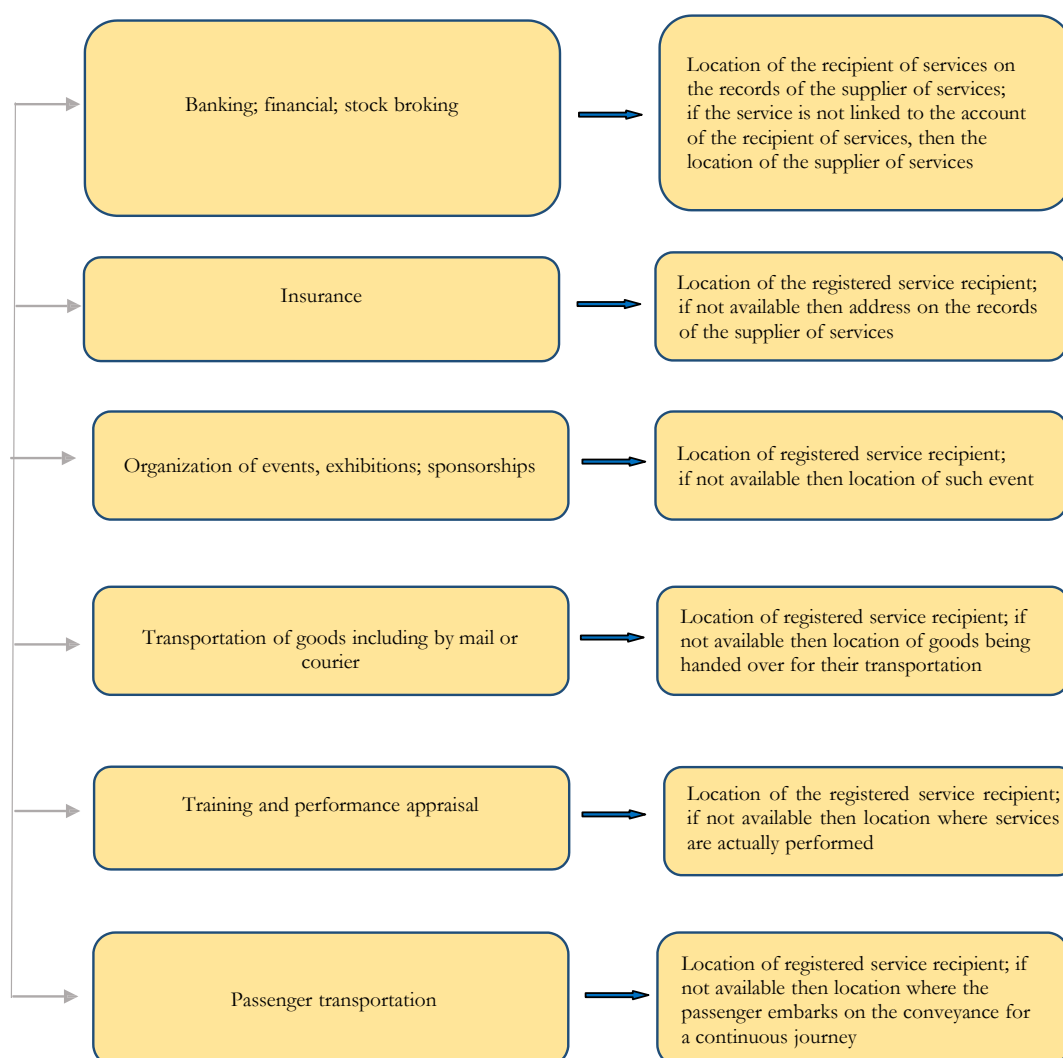 Banking; financial; stock broking
Location of the recipient of services on
the records of the supplier of services;
if the service is not linked to the account
of the recipient of services, then the
location of the supplier of services
Insurance
Location of the registered service recipient;
if not available then address on the records
of the supplier of services
Organization of events, exhibitions; sponsorships
Location of registered service recipient;
if not available then location of such event
Transportation of goods including by mail or
courier
Location of registered service recipient; if
not available then location of goods being
handed over for their transportation
Training and performance appraisal
Location of the registered service recipient;
if not available then location where services
are actually performed
Passenger transportation
Location of registered service recipient; if
not available then location where the
passenger embarks on the conveyance for
a continuous journey